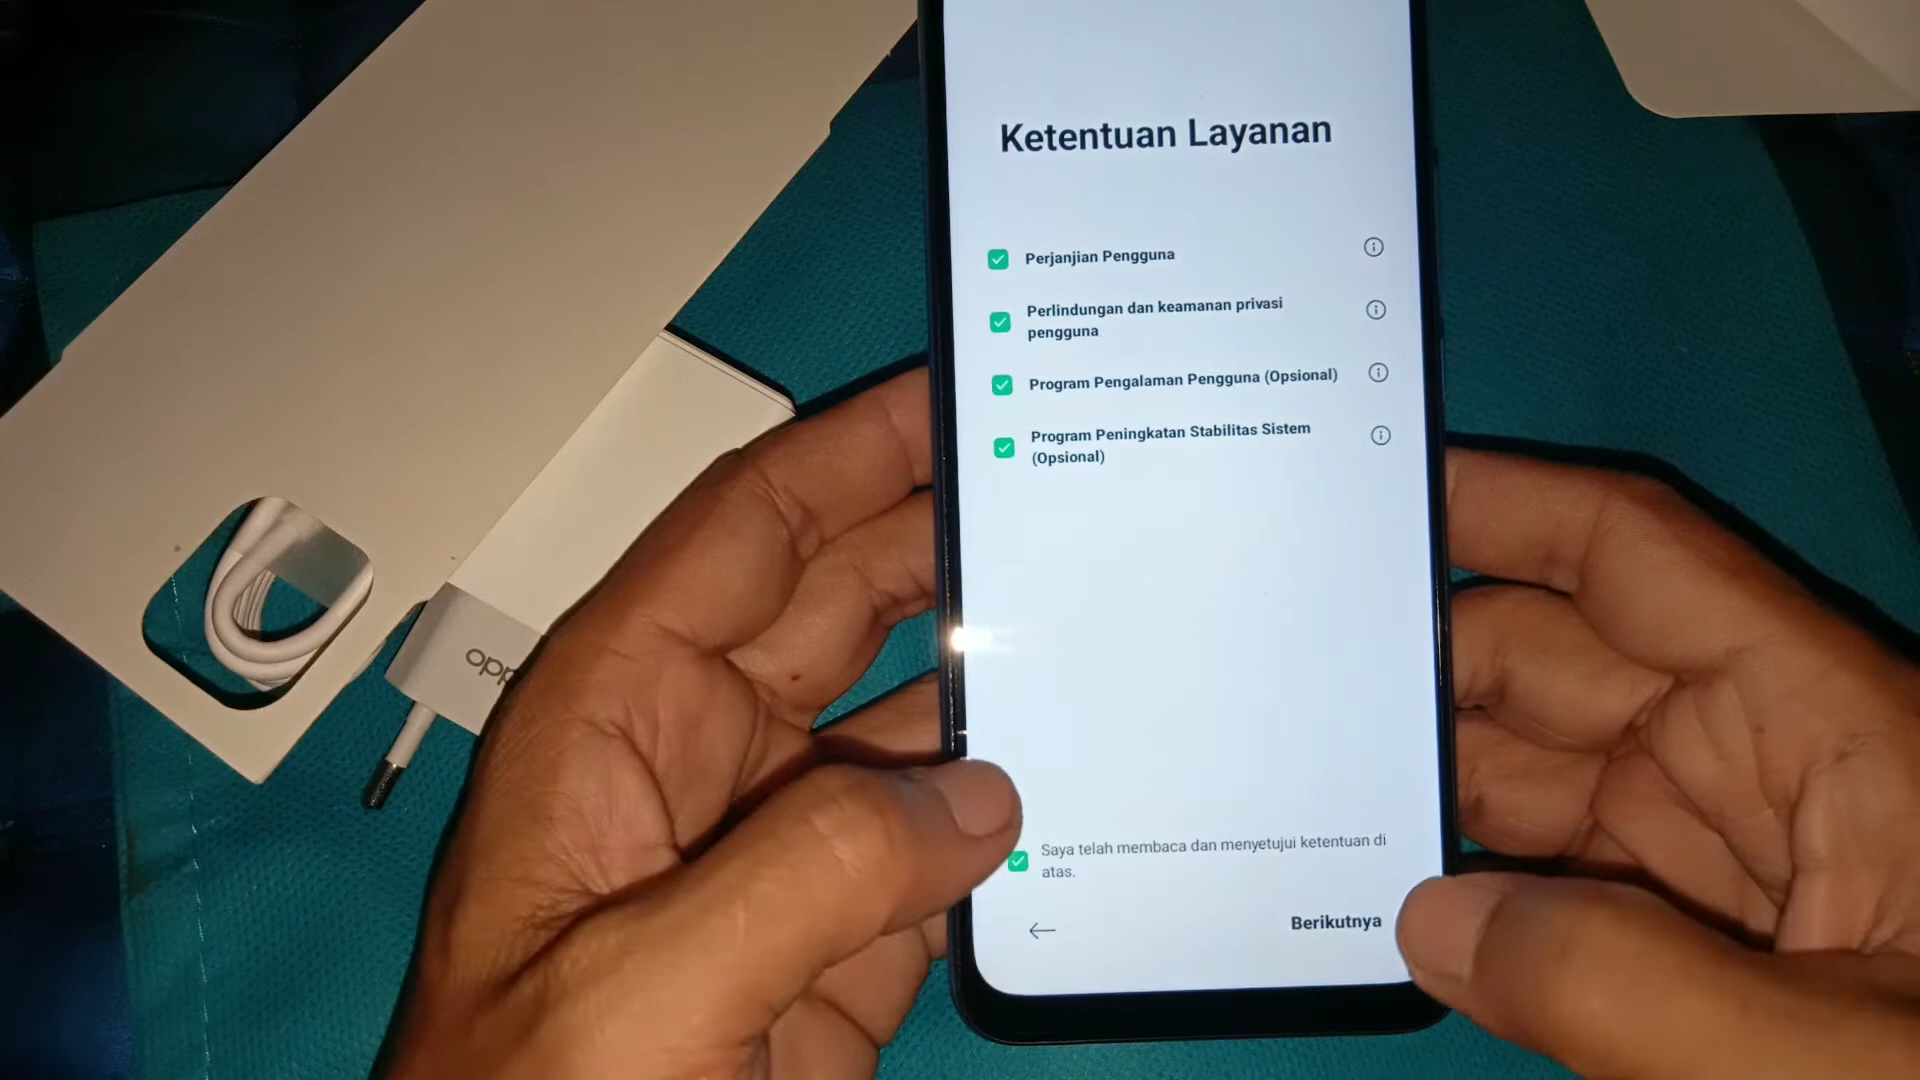 Ketentuan Layanan
Perjanjian Pengguna
Perlindungan dan keamanan privasi
pengguna
Program Pengalaman Pengguna (Opsional)
Program Peningkatan Stabilitas Sistem
(Opsional)
Saya telah membaca dan menyetujui ketentuan di
atas.
Berikutnya